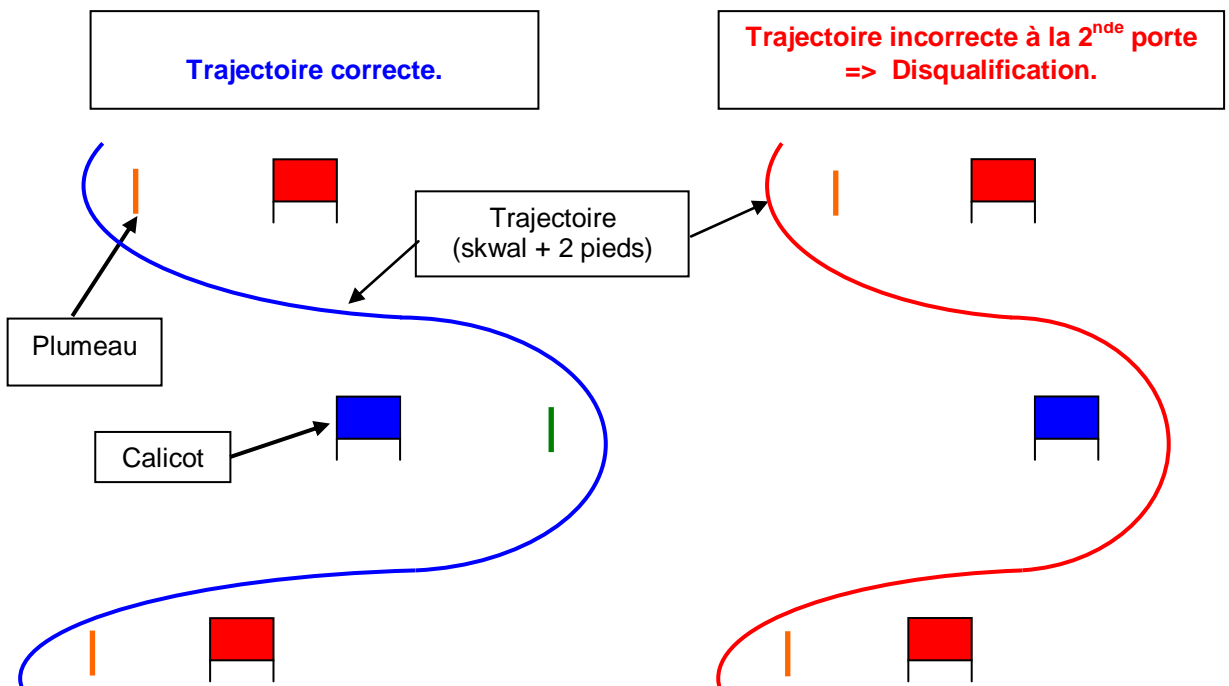 Trajectoire correcte.
Trajectoire incorrecte à la 2nde porte
=> Disqualification.
Trajectoire
(skwal + 2 pieds)
Plumeau
Calicot